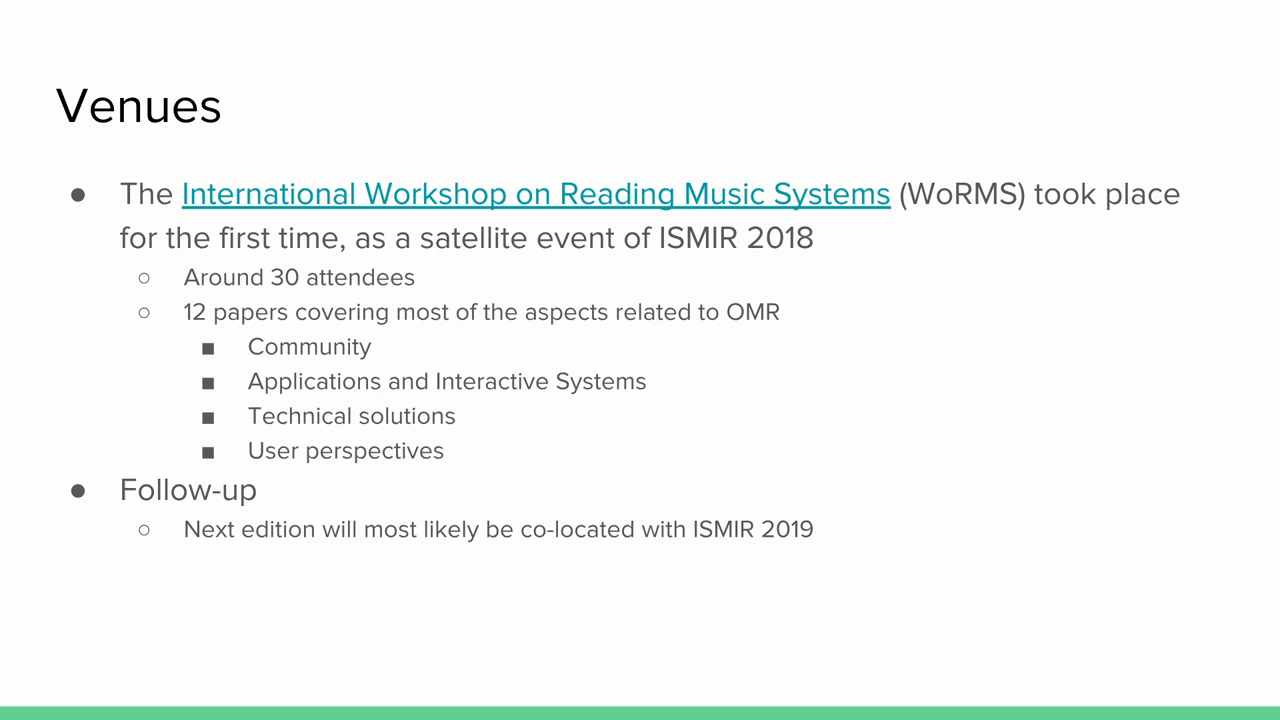 Venues
● The International Workshop on Reading Music Systems (WoRMS) took place
for the first time, as a satellite event of ISMIR 2018
○ Around 30 attendees
○ 12 papers covering most of the aspects related to OMR
■ Community
■ Applications and Interactive Systems
■ Technical solutions
■ User perspectives
● Follow-up
○ Next edition will most likely be co-located with ISMIR 2019